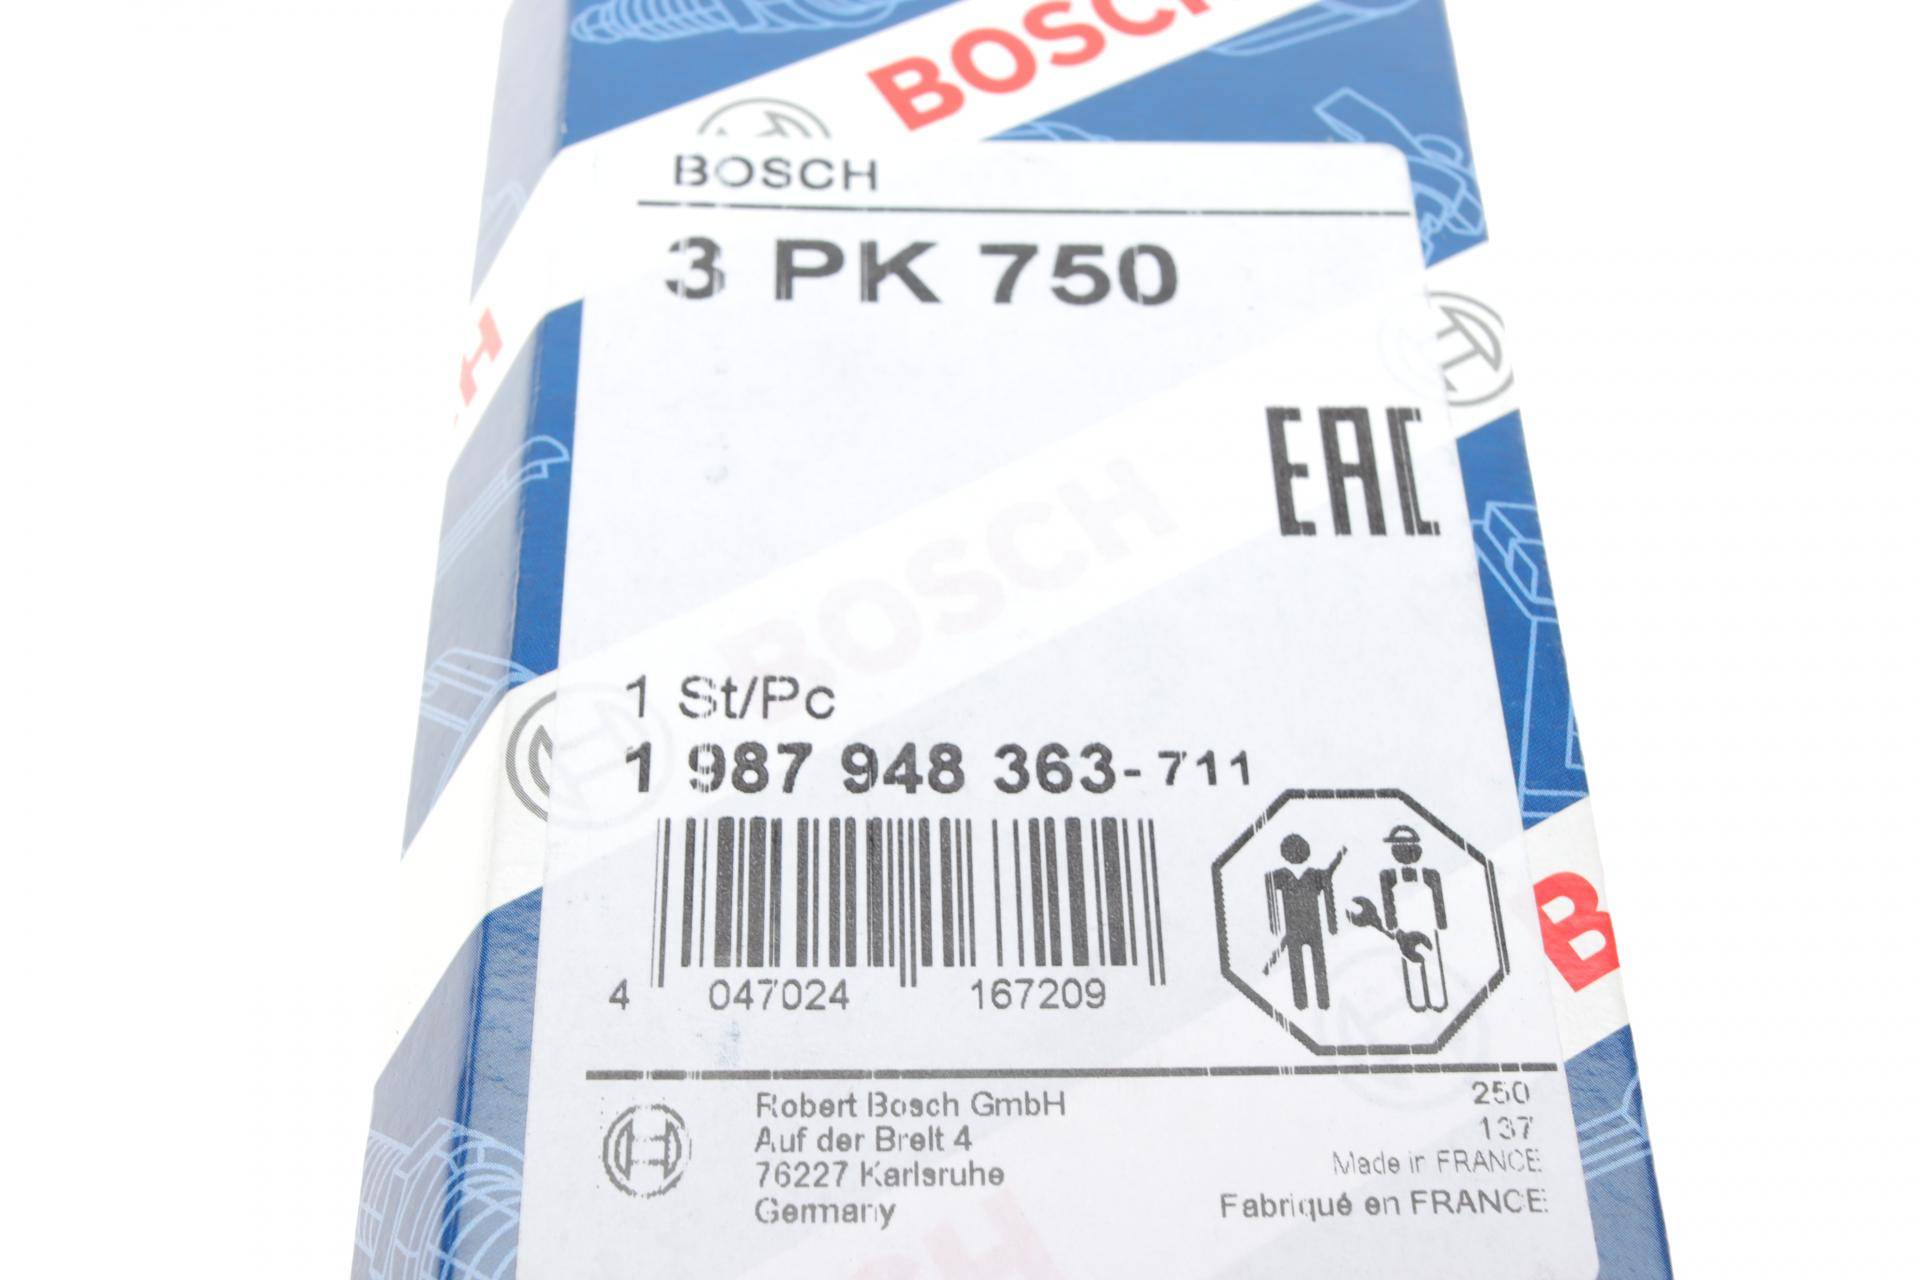 BOSCH
BOSCH
3 PK 750
EAC
BOSCH
1 St/Pc
1 987 948 363-711
4 047024 167209
Robert Bosch GmbH
Auf der Breit 4
76227 Karlsruhe
Germany
250
137
Made in FRANCE
Fabriqué en FRANCE